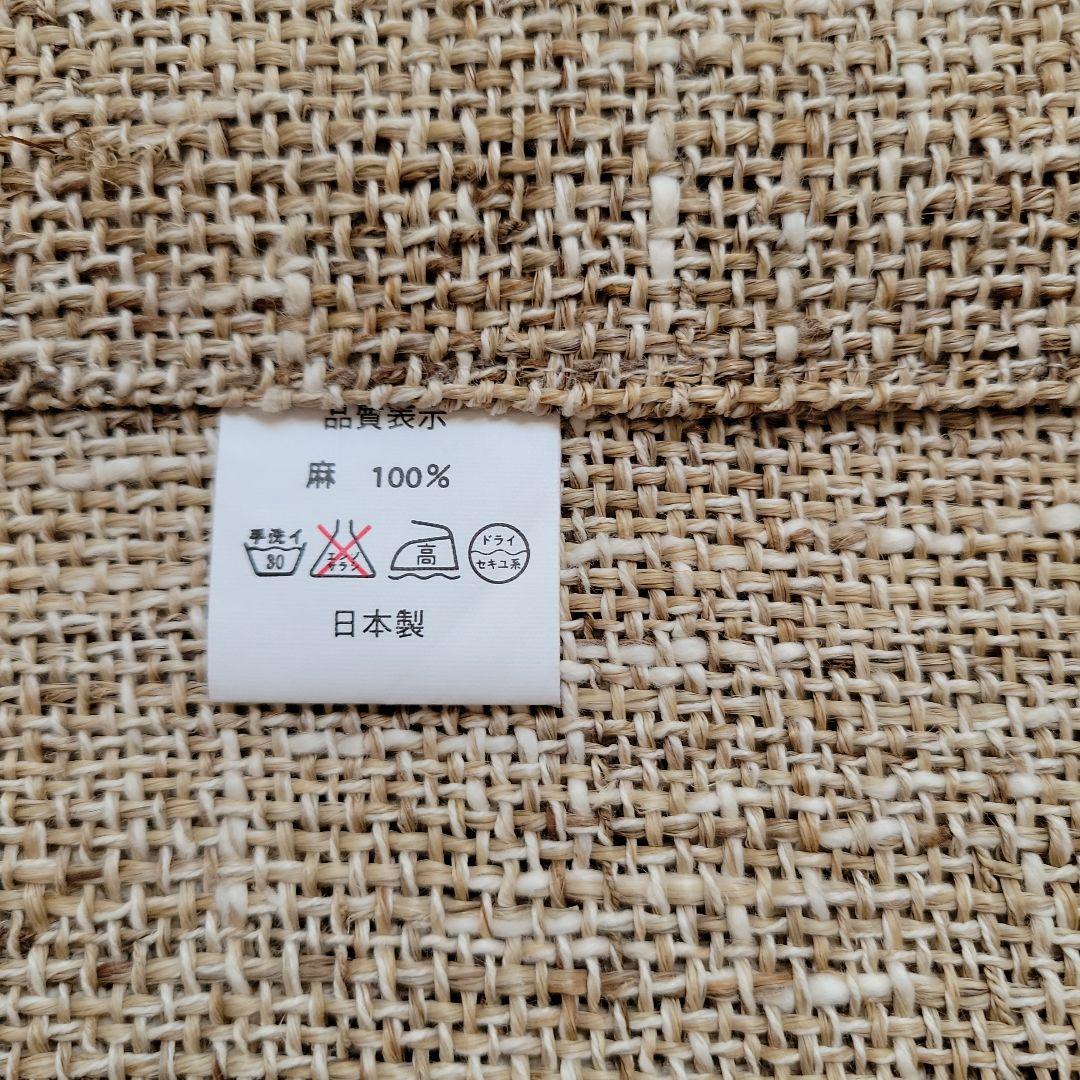 品質表示
麻 100%
手洗イ
30
エンソ
サラシ
高
ドライ
セキユ系
日本製